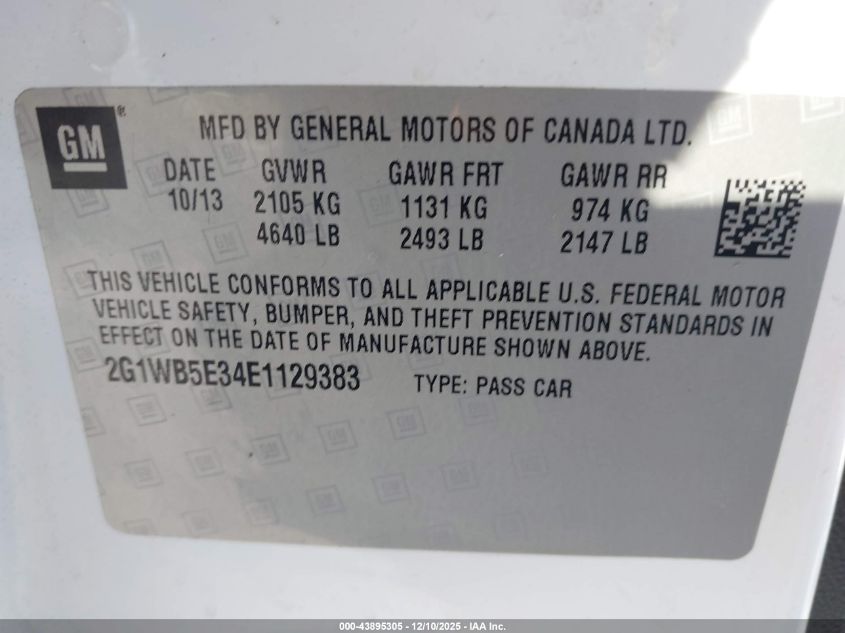 GM ®
MFD BY GENERAL MOTORS OF CANADA LTD.
DATE GVWR GAWR FRT GAWR RR
10/13 2105 KG 1131 KG 974 KG
4640 LB 2493 LB 2147 LB
THIS VEHICLE CONFORMS TO ALL APPLICABLE U.S. FEDERAL MOTOR
VEHICLE SAFETY, BUMPER, AND THEFT PREVENTION STANDARDS IN
EFFECT ON THE DATE OF MANUFACTURE SHOWN ABOVE.
2G1WB5E34E1129383 TYPE: PASS CAR
000-43895305 - 12/10/2025 - IAA Inc.